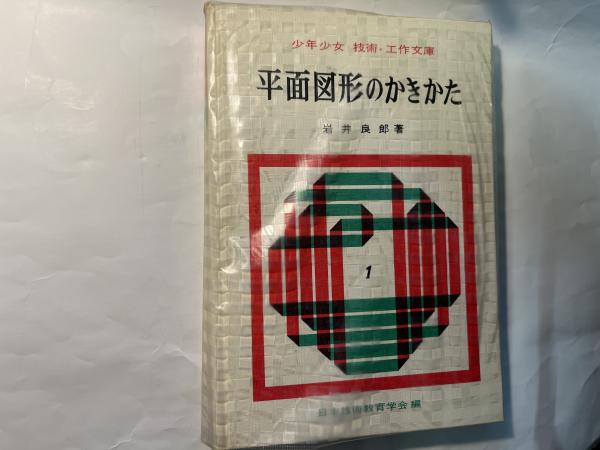 少年少女 技術・工作文庫
平面図形のかきかた
岩井良郎著
1
日本技術教育学会編